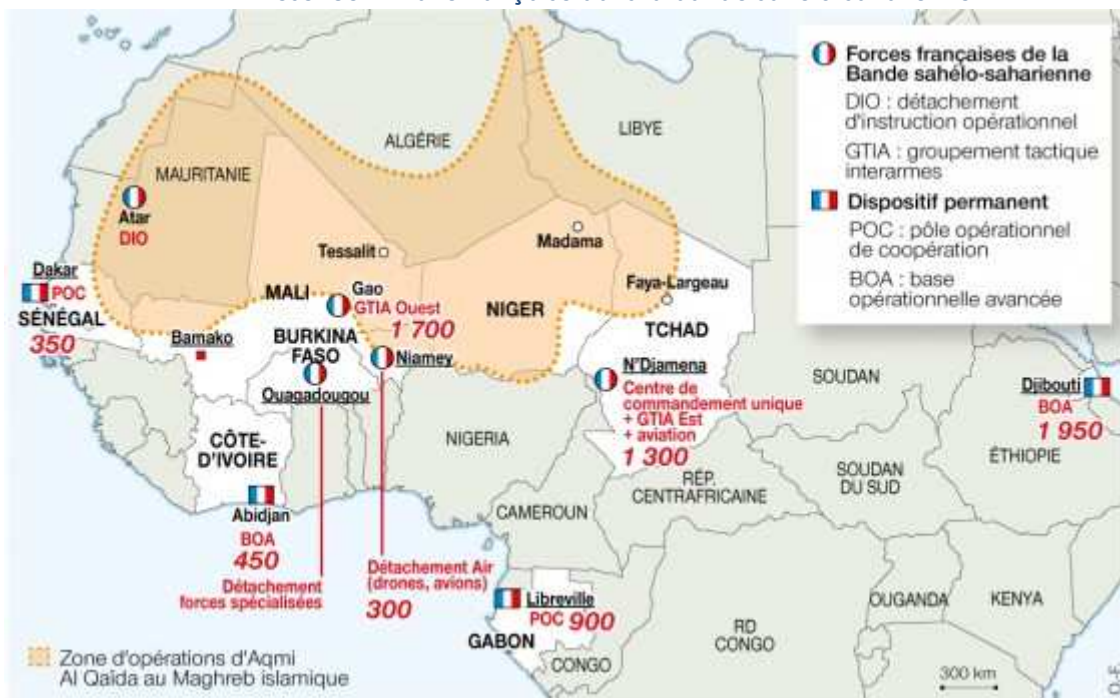 Forces françaises de la
Bande sahélo-saharienne
DIO : détachement
d'instruction opérationnel
GTIA : groupement tactique
interarmes
Dispositif permanent
POC : pôle opérationnel
de coopération
BOA : base
opérationnelle avancée
ALGÉRIE
LIBYE
MAURITANIE
Atar
DIO
Tessalit
Madama
Faya-Largeau
Dakar
POC
SÉNÉGAL
350
MALI
Gao
GTIA Ouest
1 700
NIGER
TCHAD
Bamako
BURKINA
FASO
Ouagadougou
Niamey
N'Djamena
Centre de
commandement unique
+ GTIA Est
+ aviation
1 300
SOUDAN
Djibouti
BOA
1 950
ÉTHIOPIE
CÔTE-
D'IVOIRE
NIGERIA
SOUDAN
DU SUD
RÉP.
CENTRAFRICAINE
CAMEROUN
Abidjan
BOA
450
Détachement
forces spécialisées
Détachement Air
(drones, avions)
300
Libreville
POC 900
GABON
CONGO
RD
CONGO
OUGANDA
KENYA
Zone d'opérations d'Aqmi
Al Qaïda au Maghreb islamique
300 km